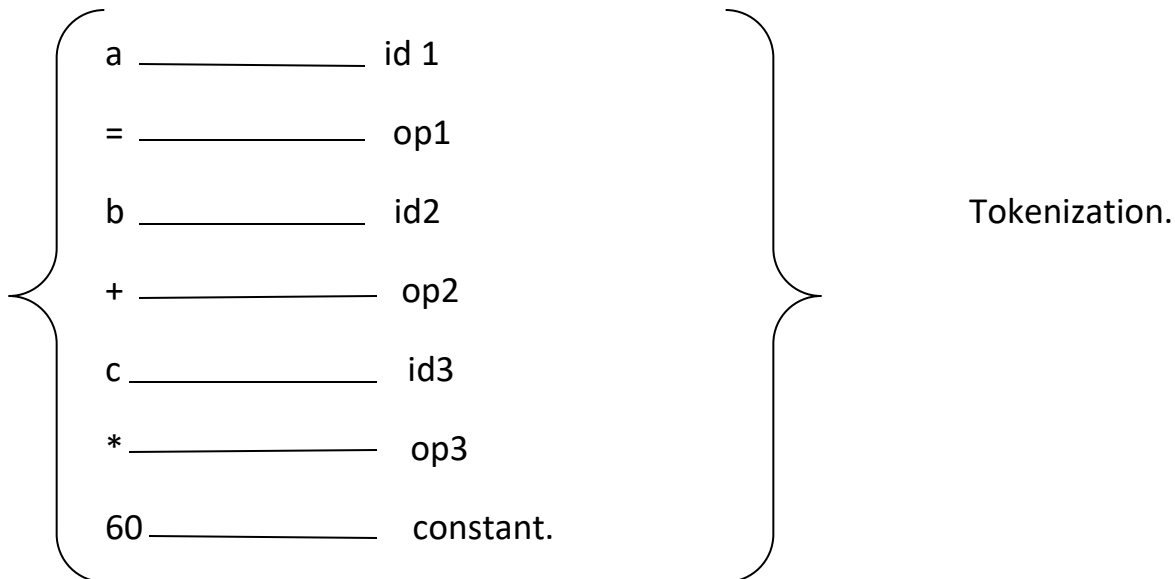 a id 1
= op1
b id2 Tokenization.
+ op2
c id3
* op3
60 constant.